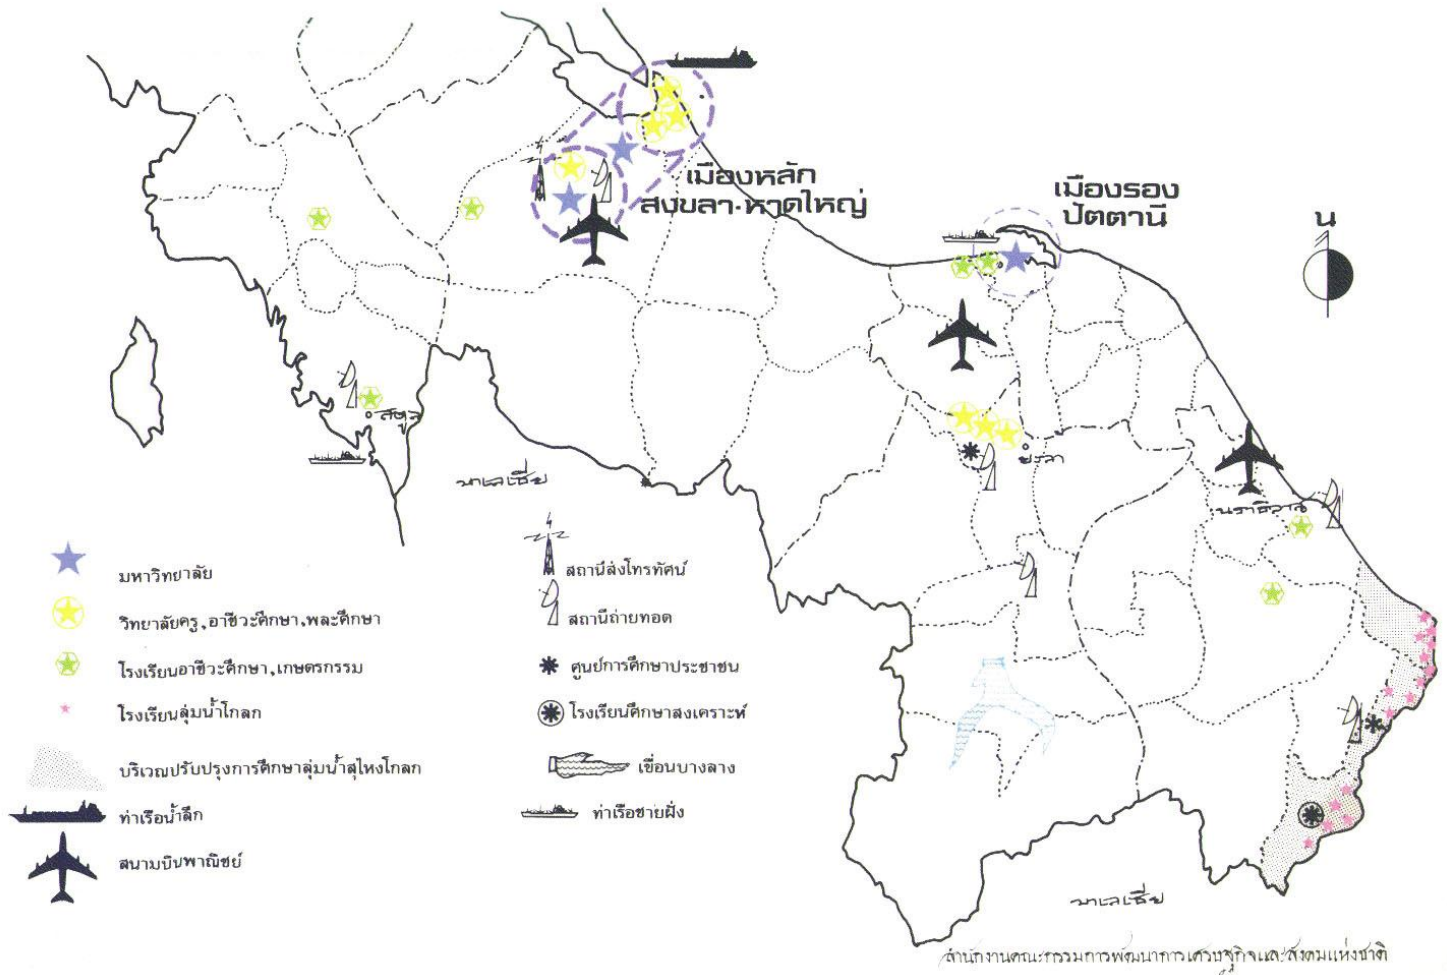 เมืองหลัก
สงขลา·หาดใหญ่
เมืองรอง
ปัตตานี
น
สตูล
มาเลเซีย
ยะลา
นราธิวาส
มหาวิทยาลัย
วิทยาลัยครู,อาชีวะศึกษา,พละศึกษา
โรงเรียนอาชีวะศึกษา,เกษตรกรรม
โรงเรียนลุ่มน้ำโกลก
บริเวณปรับปรุงการศึกษาลุ่มน้ำสุไหงโกลก
ท่าเรือน้ำลึก
สนามบินพาณิชย์
สถานีส่งโทรทัศน์
สถานีถ่ายทอด
ศูนย์การศึกษาประชาชน
โรงเรียนศึกษาสงเคราะห์
เขื่อนบางลาง
ท่าเรือชายฝั่ง
มาเลเซีย
สำนักงานคณะกรรมการพัฒนาการเศรษฐกิจและสังคมแห่งชาติ